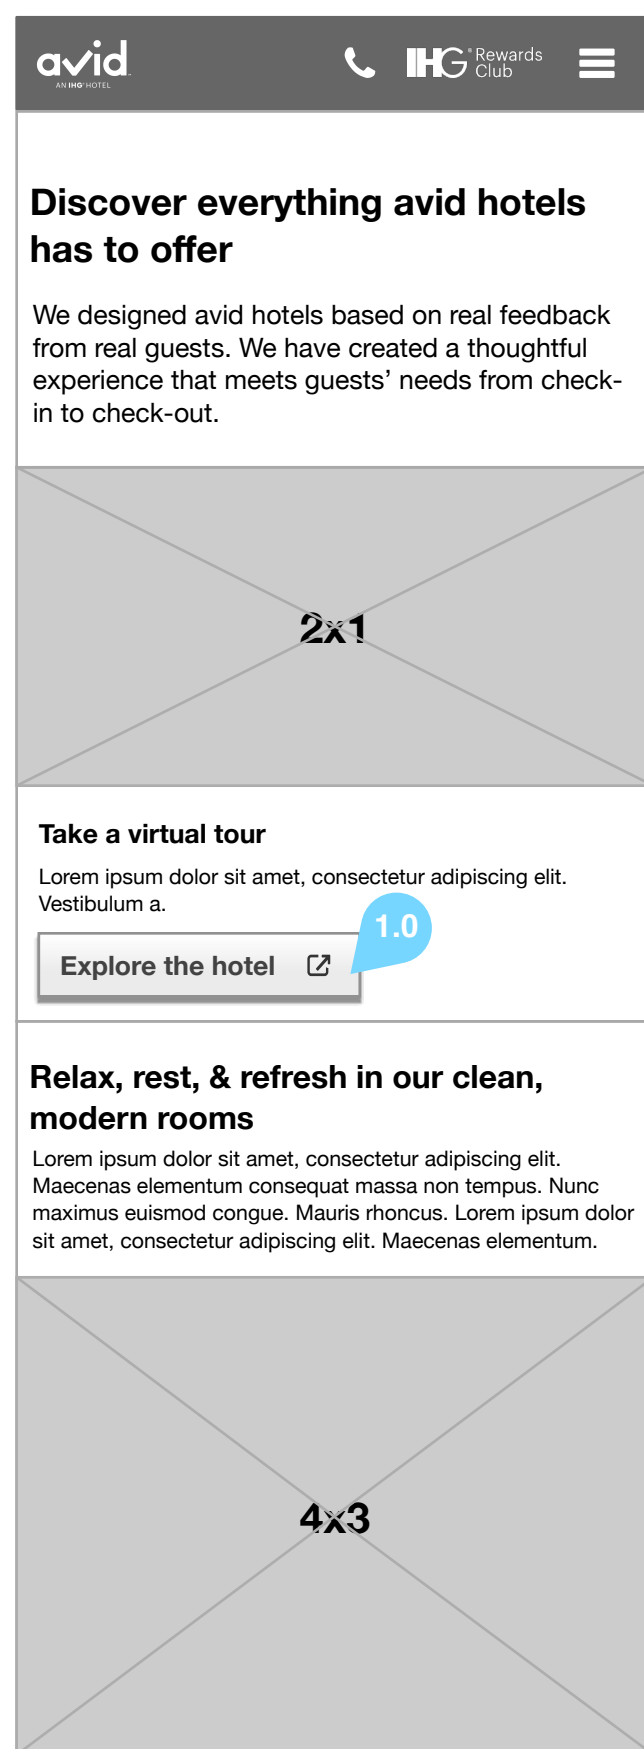 avid
AN IHG® HOTEL
IHG® Rewards
Club
Discover everything avid hotels
has to offer
We designed avid hotels based on real feedback
from real guests. We have created a thoughtful
experience that meets guests’ needs from check-
in to check-out.
2x1
Take a virtual tour
Lorem ipsum dolor sit amet, consectetur adipiscing elit.
Vestibulum a.
1.0
Explore the hotel
Relax, rest, & refresh in our clean,
modern rooms
Lorem ipsum dolor sit amet, consectetur adipiscing elit.
Maecenas elementum consequat massa non tempus. Nunc
maximus euismod congue. Mauris rhoncus. Lorem ipsum dolor
sit amet, consectetur adipiscing elit. Maecenas elementum.
4x3